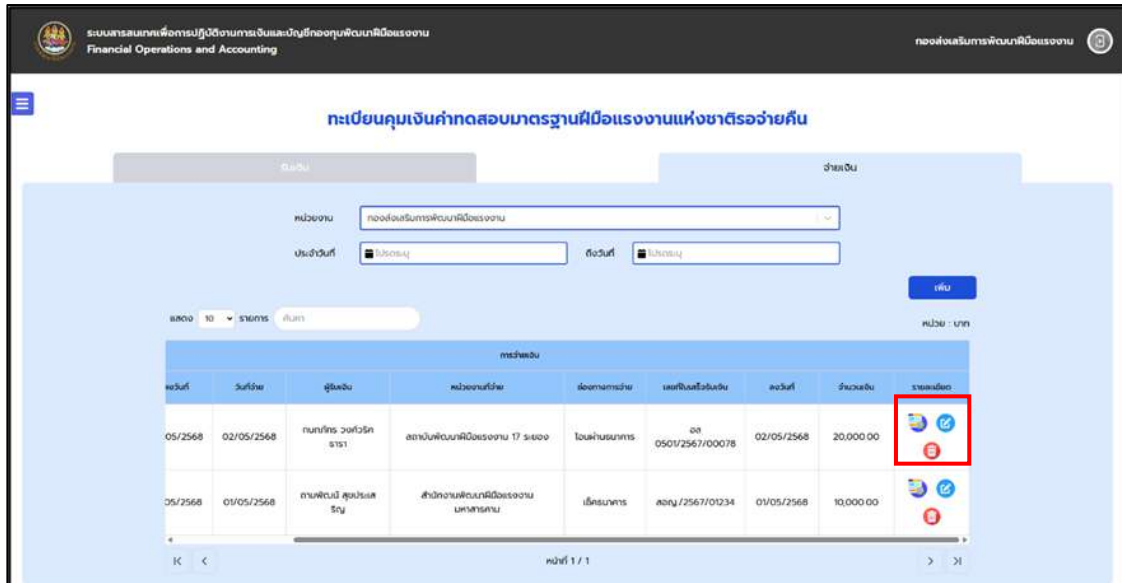 ระบบสารสนเทศเพื่อการปฏิบัติงานการเงินและบัญชีกองทุนพัฒนาฝีมือแรงงาน
Financial Operations and Accounting
กองส่งเสริมการพัฒนาฝีมือแรงงาน
ทะเบียนคุมเงินค่าทดสอบมาตรฐานฝีมือแรงงานแห่งชาติรอจ่ายคืน
รับเงิน
จ่ายเงิน
หน่วยงาน กองส่งเสริมการพัฒนาฝีมือแรงงาน
ประจำวันที่ โปรดระบุ ถึงวันที่ โปรดระบุ
เพิ่ม
แสดง 10 รายการ ค้นหา
หน่วย : บาท
การจ่ายเงิน
ลงวันที่ วันที่จ่าย ผู้รับเงิน หน่วยงานที่จ่าย ช่องทางการจ่าย เลขที่ใบเสร็จรับเงิน ลงวันที่ จำนวนเงิน รายละเอียด
05/2568 02/05/2568 สถาบันพัฒนาฝีมือแรงงาน 17 ระยอง โอนผ่านธนาคาร อส 0501/2567/00078 02/05/2568 20,000.00
05/2568 01/05/2568 สำนักงานพัฒนาฝีมือแรงงาน มหาสารคาม เช็คธนาคาร สอญ/2567/01234 01/05/2568 10,000.00
หน้าที่ 1 / 1